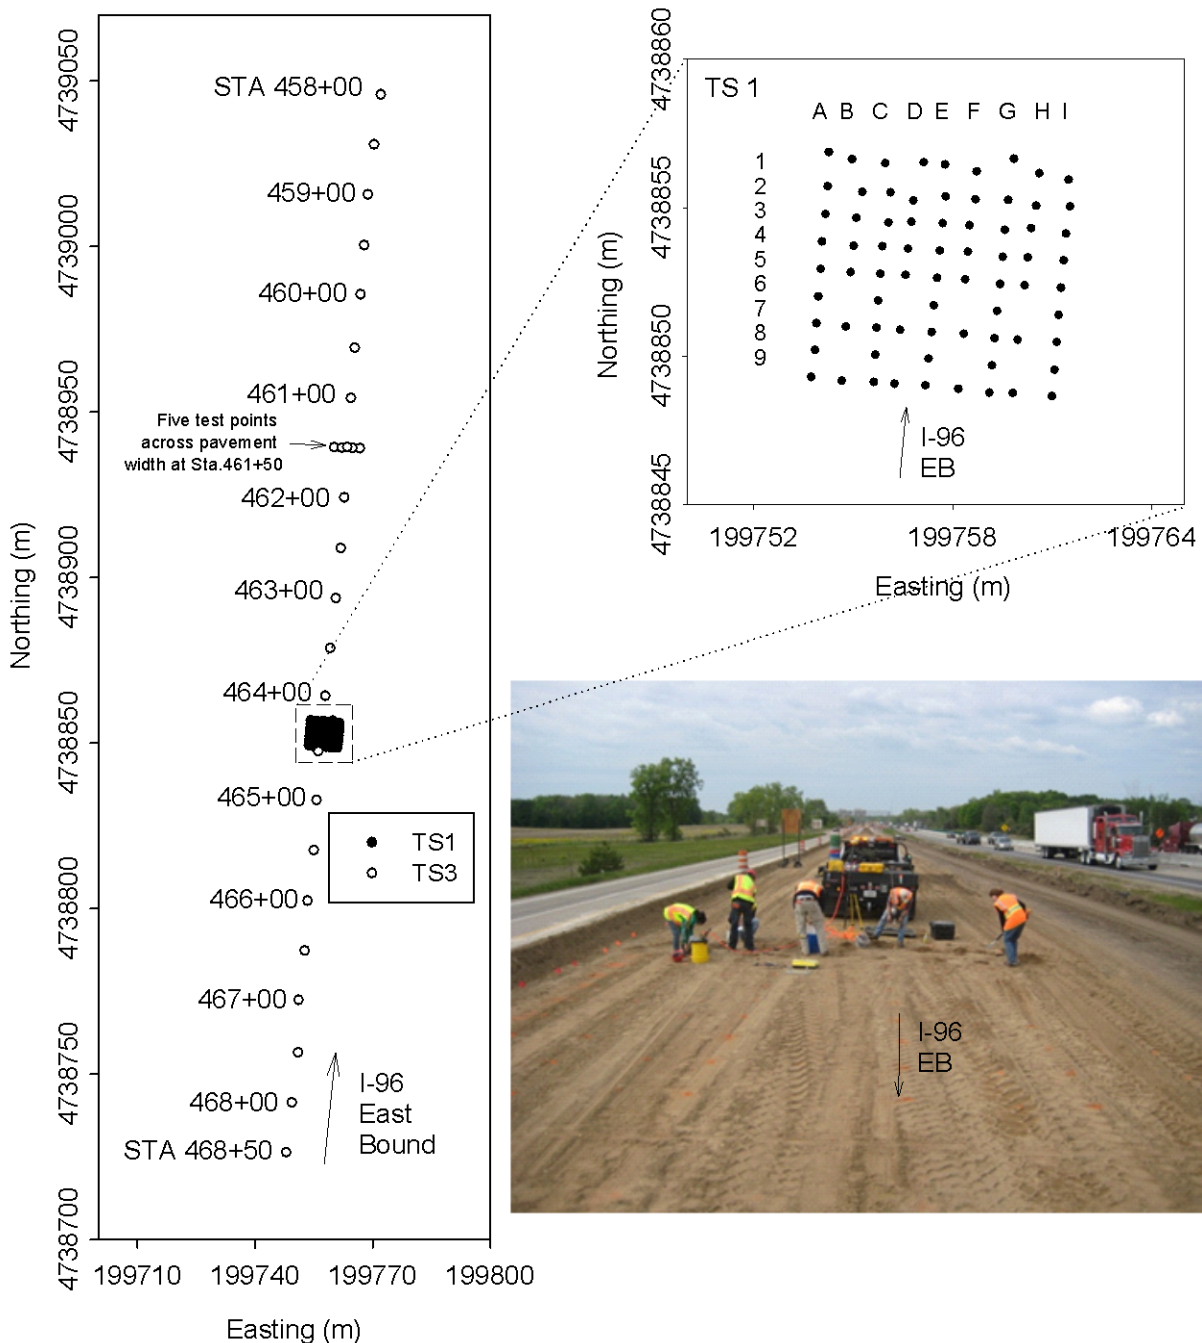 4739050
4739000
4738950
4738900
4738850
4738800
4738750
4738700
Northing (m)
STA 458+00
459+00
460+00
461+00
Five test points
across pavement
width at Sta.461+50
462+00
463+00
464+00
465+00
TS1
TS3
466+00
467+00
468+00
STA 468+50
I-96
East
Bound
199710
199740
199770
199800
Easting (m)
4738860
4738855
4738850
4738845
Northing (m)
TS 1
A B C D E F G H I
1
2
3
4
5
6
7
8
9
I-96
EB
199752
199758
199764
Easting (m)
I-96
EB